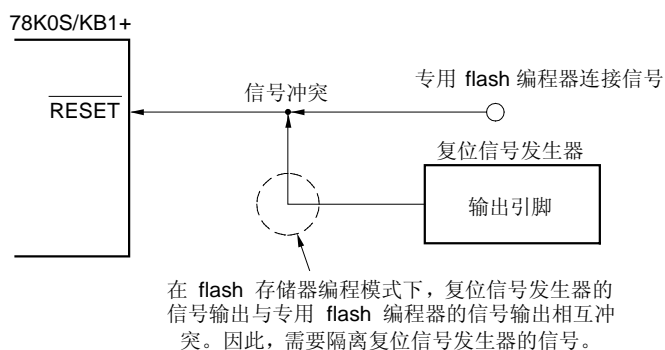 78K0S/KB1+
专用 flash 编程器连接信号
信号冲突
RESET
复位信号发生器
输出引脚
在 flash 存储器编程模式下，复位信号发生器的
信号输出与专用 flash 编程器的信号输出相互冲
突。因此，需要隔离复位信号发生器的信号。